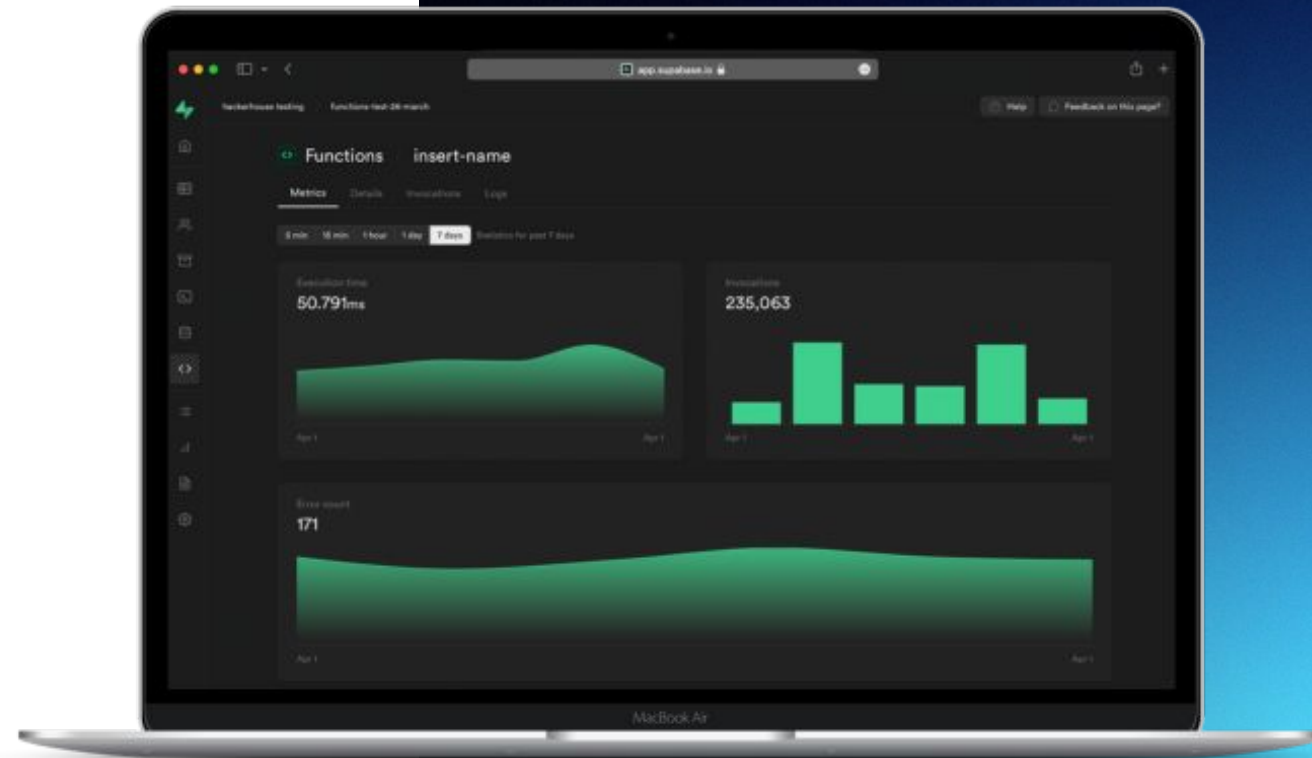 app.supabase.io
hackerhouse testing functions-test-26-march
Help Feedback on this page?
Functions insert-name
Metrics Details Invocations Logs
5 min 15 min 1 hour 1 day 7 days Statistics for past 7 days
Execution time
50.791ms
Apr 1 Apr 1
Invocations
235,063
Apr 1 Apr 1
Error count
171
Apr 1 Apr 1
MacBook Air